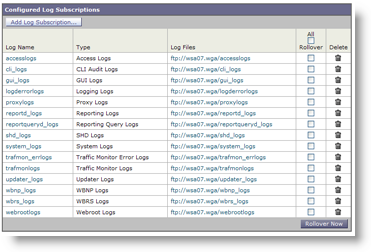 Configured Log Subscriptions
Add Log Subscription...
All
Log Name Type Log Files Rollover Delete
accesslogs Access Logs ftp://wsa07.wga/accesslogs
cli_logs CLI Audit Logs ftp://wsa07.wga/cli_logs
gui_logs GUI Logs ftp://wsa07.wga/gui_logs
logderrorlogs Logging Logs ftp://wsa07.wga/logderrorlogs
proxylogs Proxy Logs ftp://wsa07.wga/proxylogs
reportd_logs Reporting Logs ftp://wsa07.wga/reportd_logs
reportqueryd_logs Reporting Query Logs ftp://wsa07.wga/reportqueryd_logs
shd_logs SHD Logs ftp://wsa07.wga/shd_logs
system_logs System Logs ftp://wsa07.wga/system_logs
trafmon_errlogs Traffic Monitor Error Logs ftp://wsa07.wga/trafmon_errlogs
trafmonlogs Traffic Monitor Logs ftp://wsa07.wga/trafmonlogs
updater_logs Updater Logs ftp://wsa07.wga/updater_logs
wbnp_logs WBNP Logs ftp://wsa07.wga/wbnp_logs
wbrs_logs WBRS Logs ftp://wsa07.wga/wbrs_logs
webrootlogs Webroot Logs ftp://wsa07.wga/webrootlogs
Rollover Now